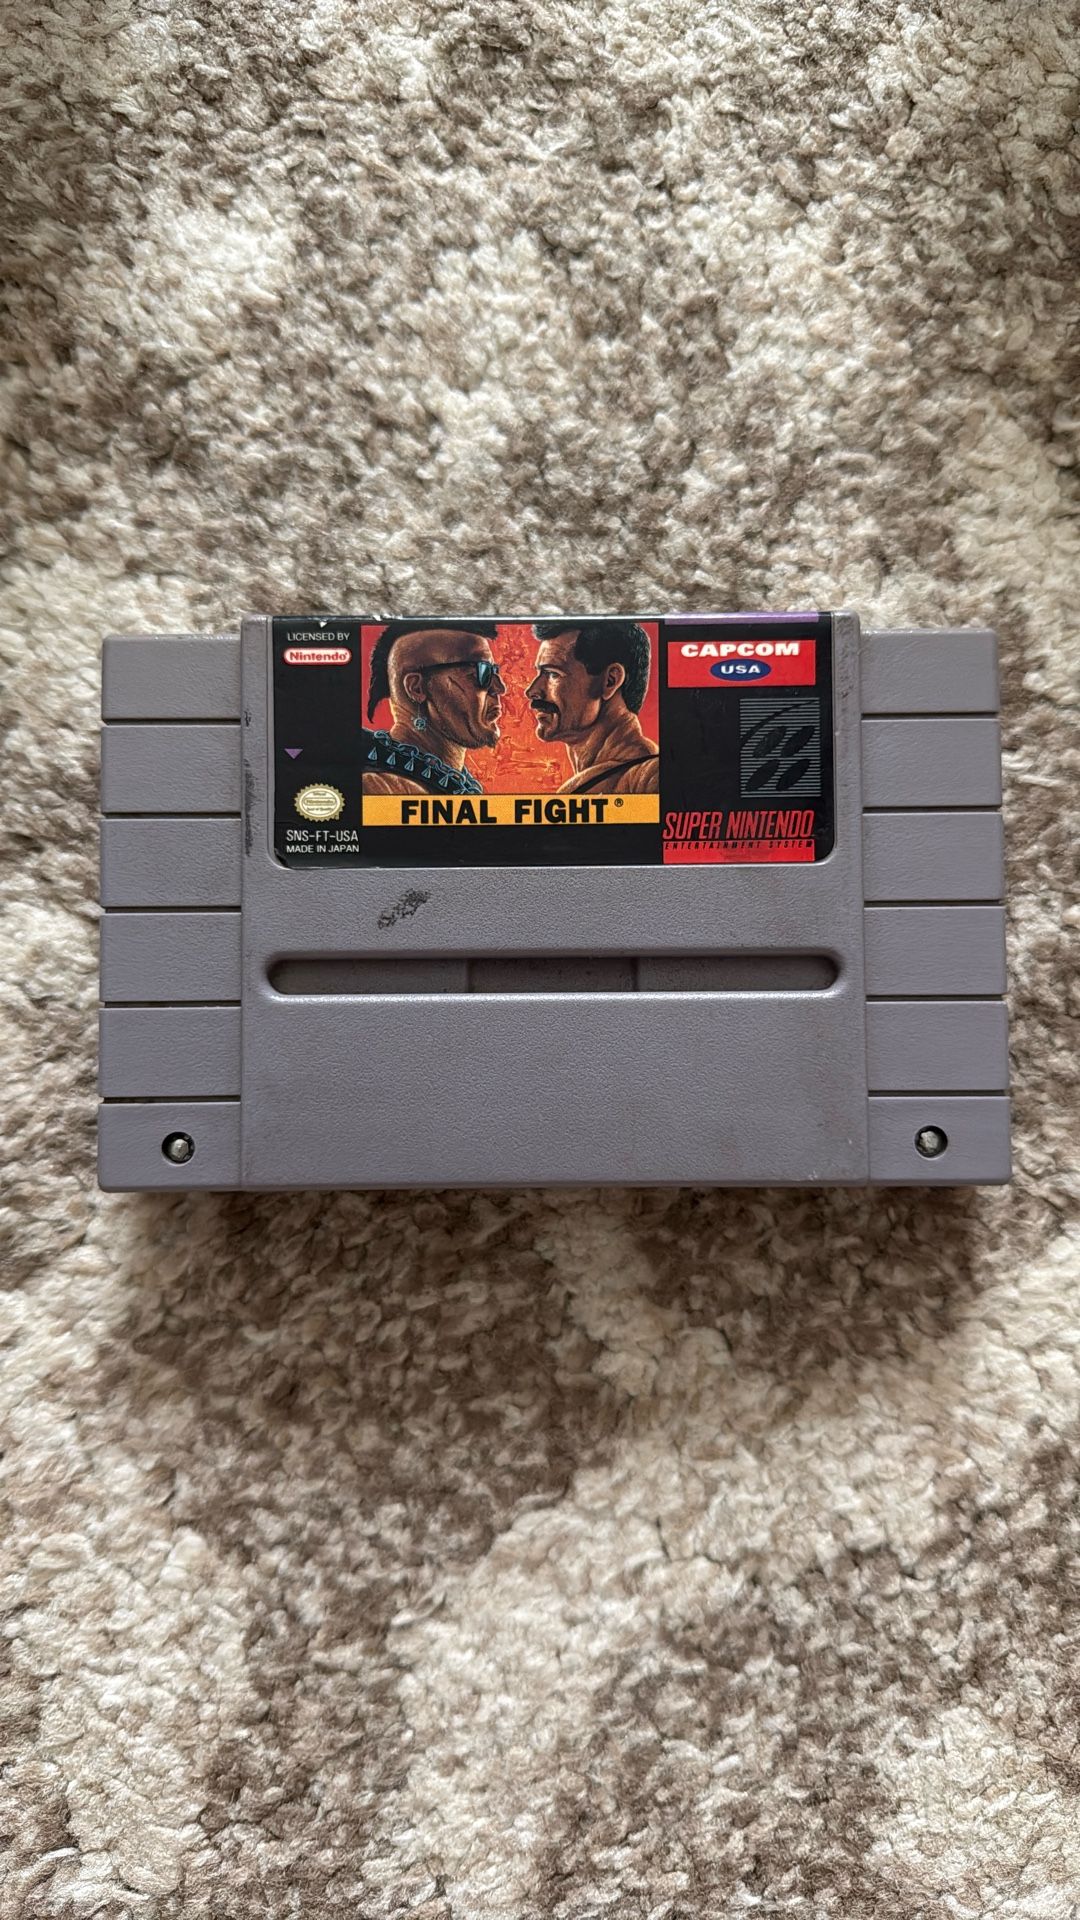 LICENSED BY
Nintendo
CAPCOM
USA
FINAL FIGHT®
SNS-FT-USA
MADE IN JAPAN
SUPER NINTENDO
ENTERTAINMENT SYSTEM